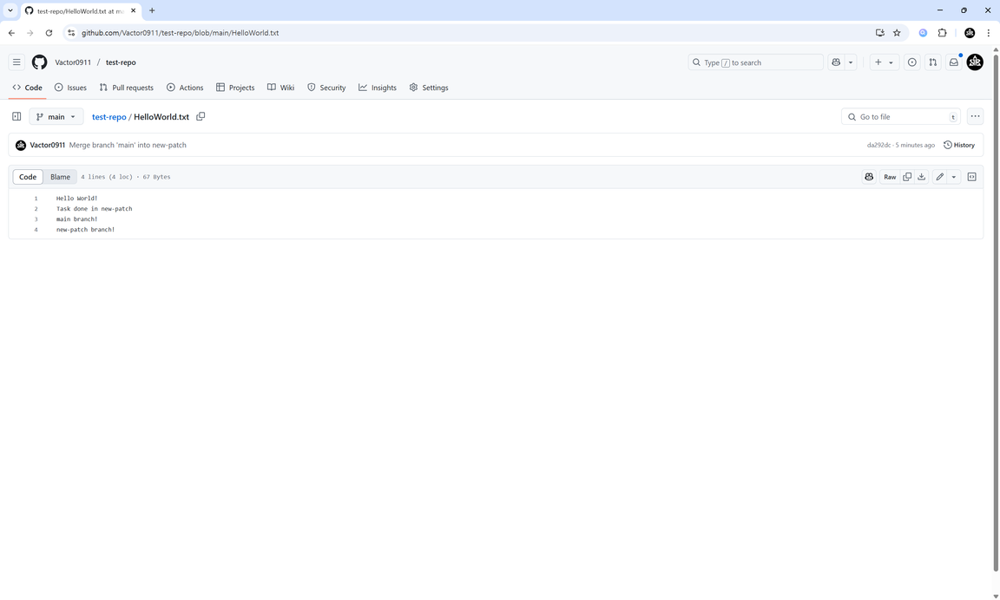 test-repo/HelloWorld.txt at m
github.com/Vactor0911/test-repo/blob/main/HelloWorld.txt
Vactor0911 / test-repo
Type / to search
Code Issues Pull requests Actions Projects Wiki Security Insights Settings
main test-repo / HelloWorld.txt
Go to file t
Vactor0911 Merge branch 'main' into new-patch
da292dc · 5 minutes ago History
Code Blame 4 lines (4 loc) · 67 Bytes
Raw
1 Hello World!
2 Task done in new-patch
3 main branch!
4 new-patch branch!